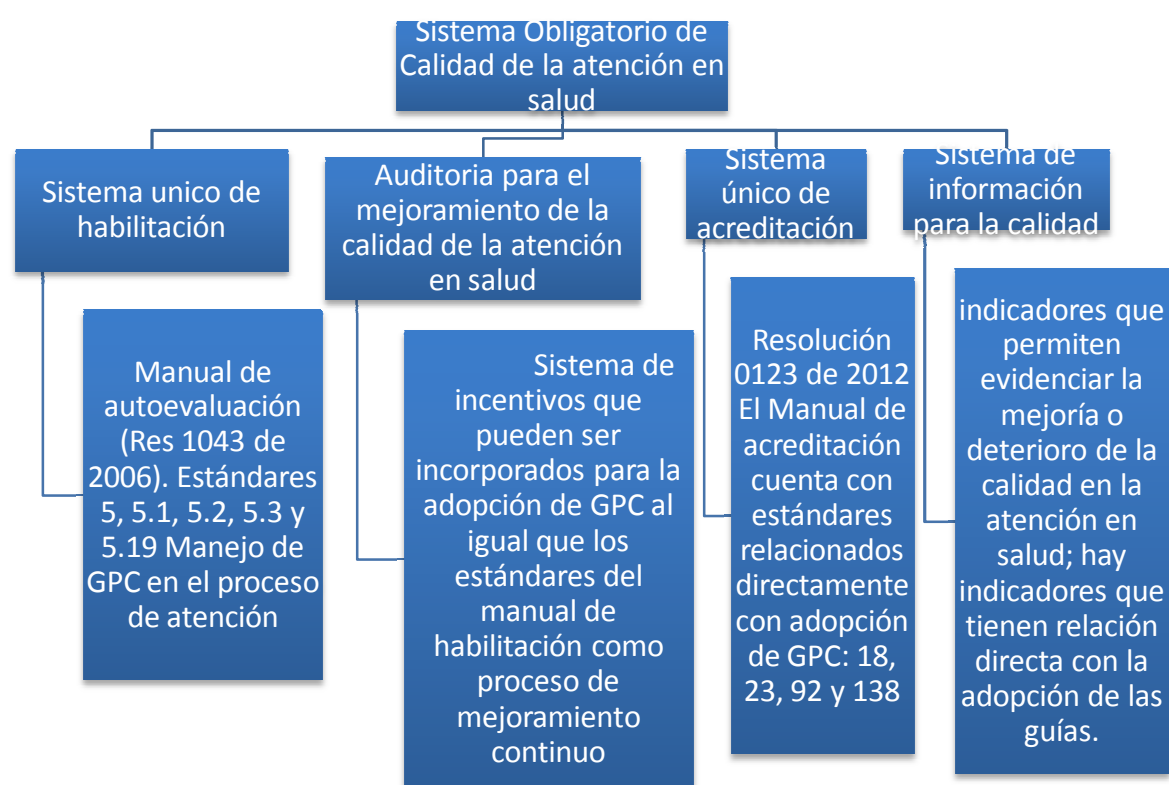 Sistema Obligatorio de
Calidad de la atención en
salud
Sistema unico de
habilitación
Auditoria para el
mejoramiento de la
calidad de la atención
en salud
Sistema
único de
acreditación
Sistema de
información
para la calidad
Manual de
autoevaluación
(Res 1043 de
2006). Estándares
5, 5.1, 5.2, 5.3 y
5.19 Manejo de
GPC en el proceso
de atención
Sistema de
incentivos que
pueden ser
incorporados para la
adopción de GPC al
igual que los
estándares del
manual de
habilitación como
proceso de
mejoramiento
continuo
Resolución
0123 de 2012
El Manual de
acreditación
cuenta con
estándares
relacionados
directamente
con adopción
de GPC: 18,
23, 92 y 138
indicadores que
permiten
evidenciar la
mejoría o
deterioro de la
calidad en la
atención en
salud; hay
indicadores que
tienen relación
directa con la
adopción de las
guías.